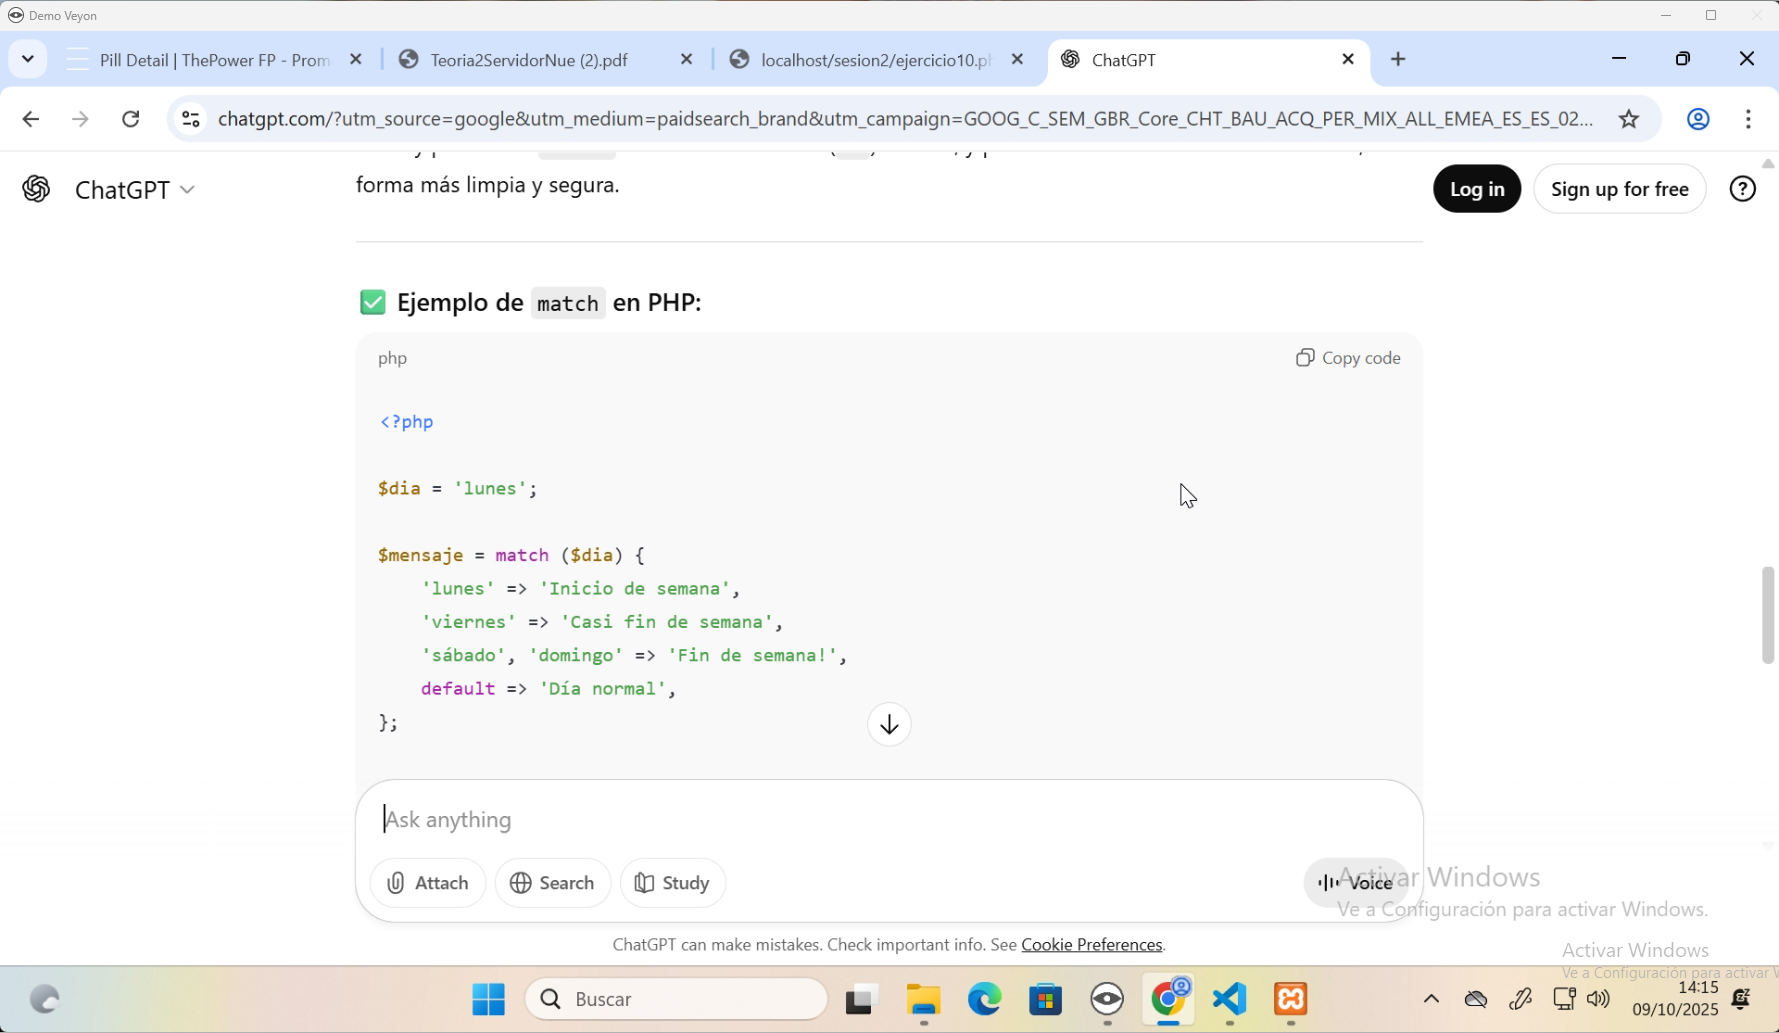 Demo Veyon
Pill Detail | ThePower FP - Prom
Teoria2ServidorNue (2).pdf
localhost/sesion2/ejercicio10.ph
ChatGPT
chatgpt.com/?utm_source=google&utm_medium=paidsearch_brand&utm_campaign=GOOG_C_SEM_GBR_Core_CHT_BAU_ACQ_PER_MIX_ALL_EMEA_ES_ES_02...
ChatGPT
forma más limpia y segura.
Log in
Sign up for free
Ejemplo de match en PHP:
php
Copy code
<?php
$dia = 'lunes';
$mensaje = match ($dia) {
'lunes' => 'Inicio de semana',
'viernes' => 'Casi fin de semana',
'sábado', 'domingo' => 'Fin de semana!',
default => 'Día normal',
};
Ask anything
Attach
Search
Study
Voice
Activar Windows
Ve a Configuración para activar Windows.
ChatGPT can make mistakes. Check important info. See Cookie Preferences.
Activar Windows
Ve a Configuración para activar
Buscar
14:15
09/10/2025